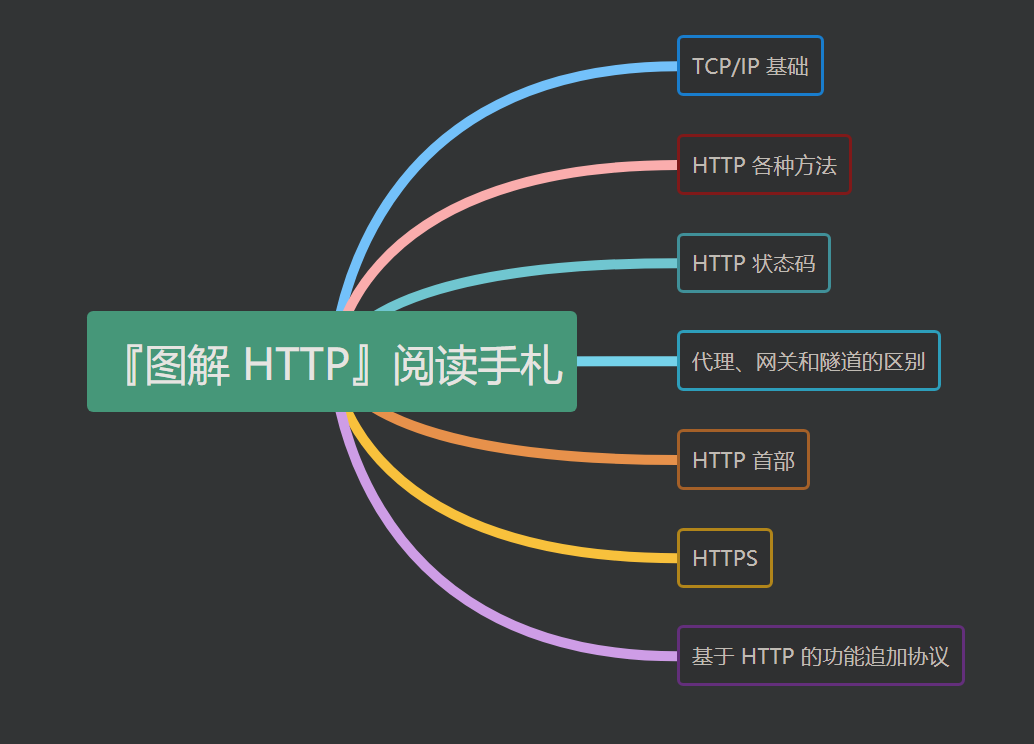 TCP/IP 基础
HTTP 各种方法
HTTP 状态码
『图解 HTTP』阅读手札
代理、网关和隧道的区别
HTTP 首部
HTTPS
基于 HTTP 的功能追加协议